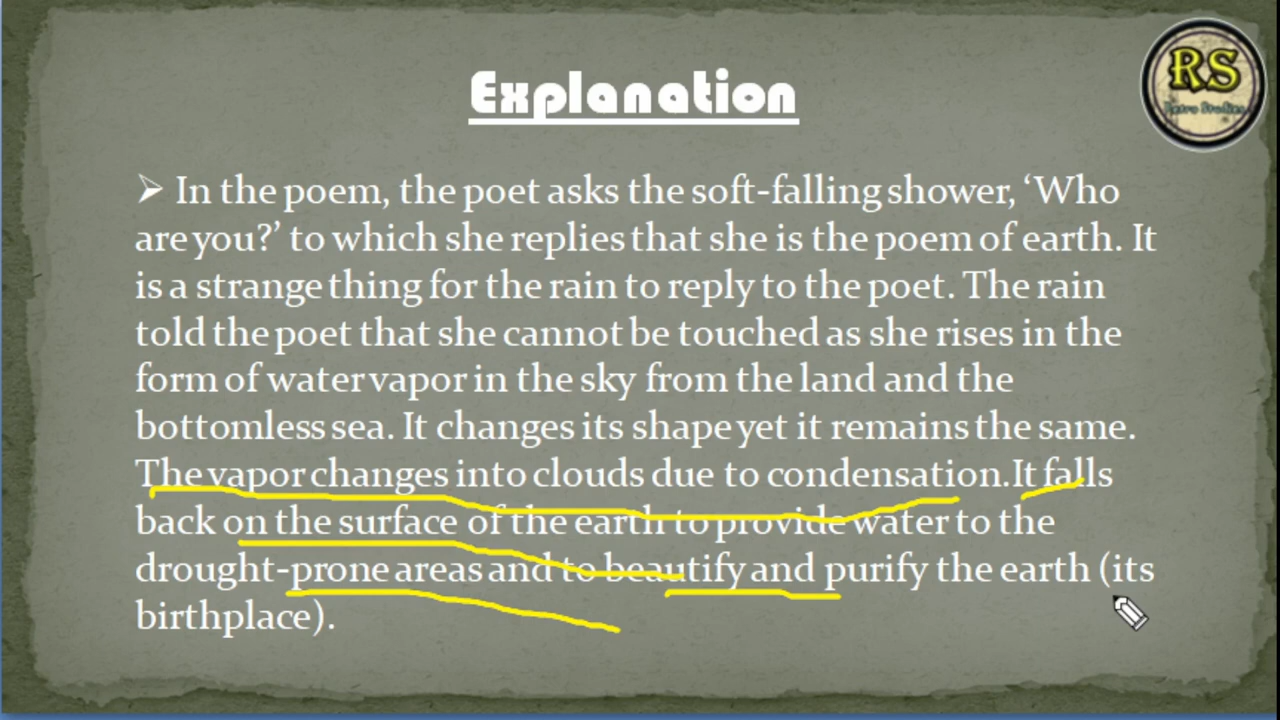 Explanation
RS
Retro Studies
➢ In the poem, the poet asks the soft-falling shower, ‘Who
are you?’ to which she replies that she is the poem of earth. It
is a strange thing for the rain to reply to the poet. The rain
told the poet that she cannot be touched as she rises in the
form of water vapor in the sky from the land and the
bottomless sea. It changes its shape yet it remains the same.
The vapor changes into clouds due to condensation.It falls
back on the surface of the earth to provide water to the
drought-prone areas and to beautify and purify the earth (its
birthplace).